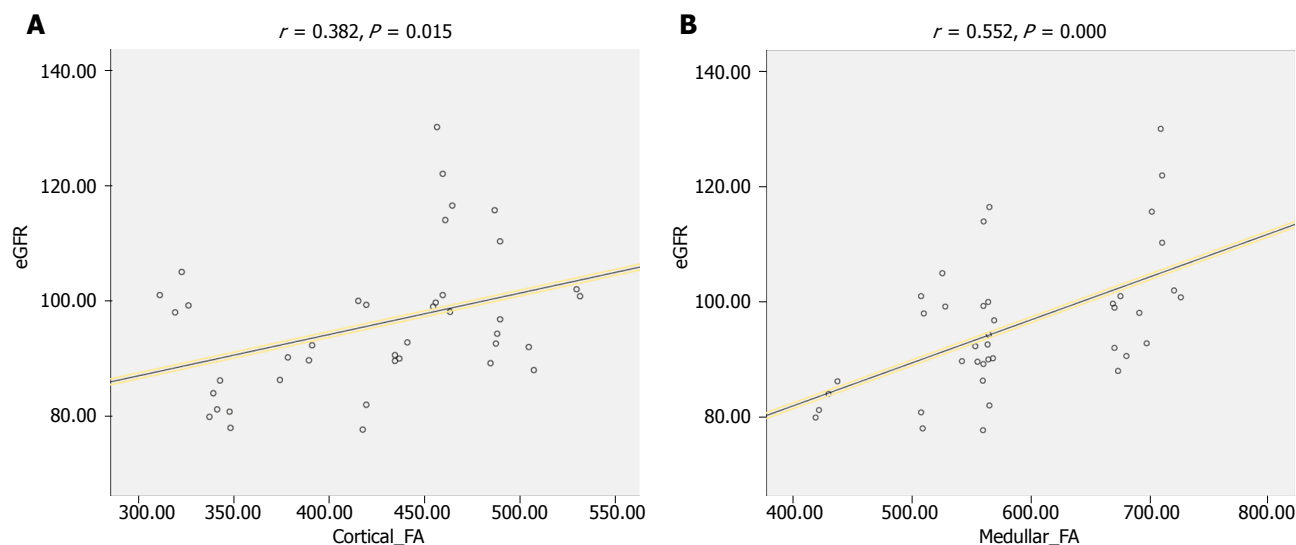 A
r = 0.382, P = 0.015
140.00
120.00
100.00
80.00
eGFR
300.00 350.00 400.00 450.00 500.00 550.00
Cortical_FA
B
r = 0.552, P = 0.000
140.00
120.00
100.00
80.00
eGFR
400.00 500.00 600.00 700.00 800.00
Medullar_FA